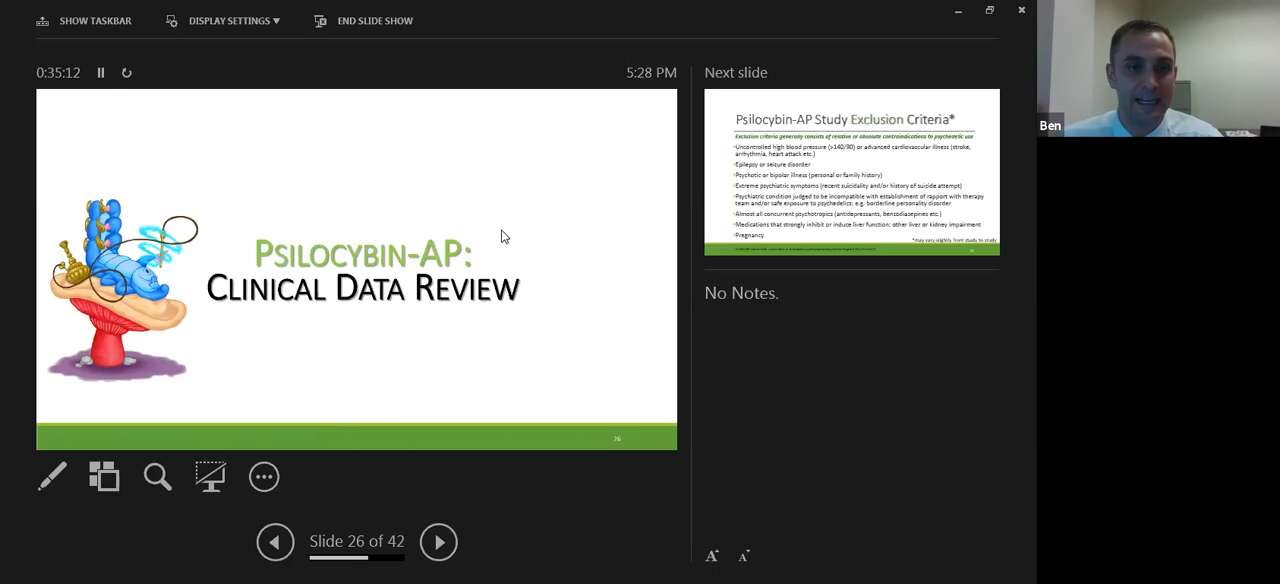 SHOW TASKBAR
DISPLAY SETTINGS
END SLIDE SHOW
0:35:12
5:28 PM
Next slide
PSILOCYBIN-AP:
CLINICAL DATA REVIEW
26
Psilocybin-AP Study Exclusion Criteria*
Exclusion criteria generally consists of relative or absolute contraindications to psychedelic use
Uncontrolled high blood pressure (>140/90) or advanced cardiovascular illness (stroke,
arrhythmia, heart attack etc.)
Epilepsy or seizure disorder
Psychotic or bipolar illness (personal or family history)
Extreme psychiatric symptoms (recent suicidality and/or history of suicide attempt)
Psychiatric condition judged to be incompatible with establishment of rapport with therapy
team and/or safe exposure to psychedelics; e.g. borderline personality disorder
Almost all concurrent psychotropics (antidepressants, benzodiazepines etc.)
Medications that strongly inhibit or induce liver function; other liver or kidney impairment
Pregnancy
*may vary slightly from study to study
Ben
No Notes.
Slide 26 of 42
A A